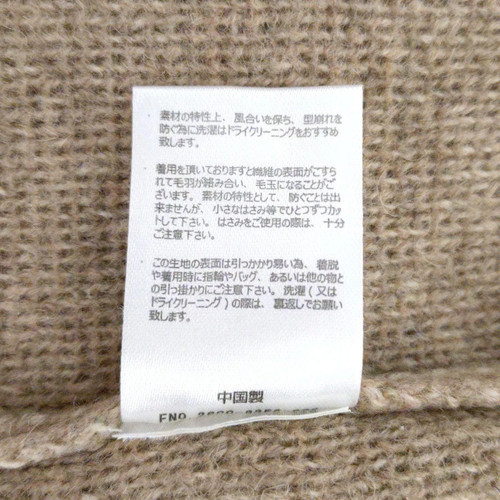 素材の特性上、風合いを保ち、型崩れを
防ぐ為に洗濯はドライクリーニングをおすすめ
致します。
着用を頂いておりますと繊維の表面がこすら
れて毛羽が絡み合い、毛玉になることがご
ざいます。素材の特性として、防ぐことは出
来ませんが、小さなはさみ等でひとつずつカッ
トして下さい。はさみをご使用の際は、十分
ご注意下さい。
この生地の表面は引っかかり易い為、着脱
や着用時に指輪やバッグ、あるいは他の物と
の引っ掛かりにご注意下さい。洗濯（又は
ドライクリーニング）の際は、裏返しでお願い
致します。
中国製
FNO